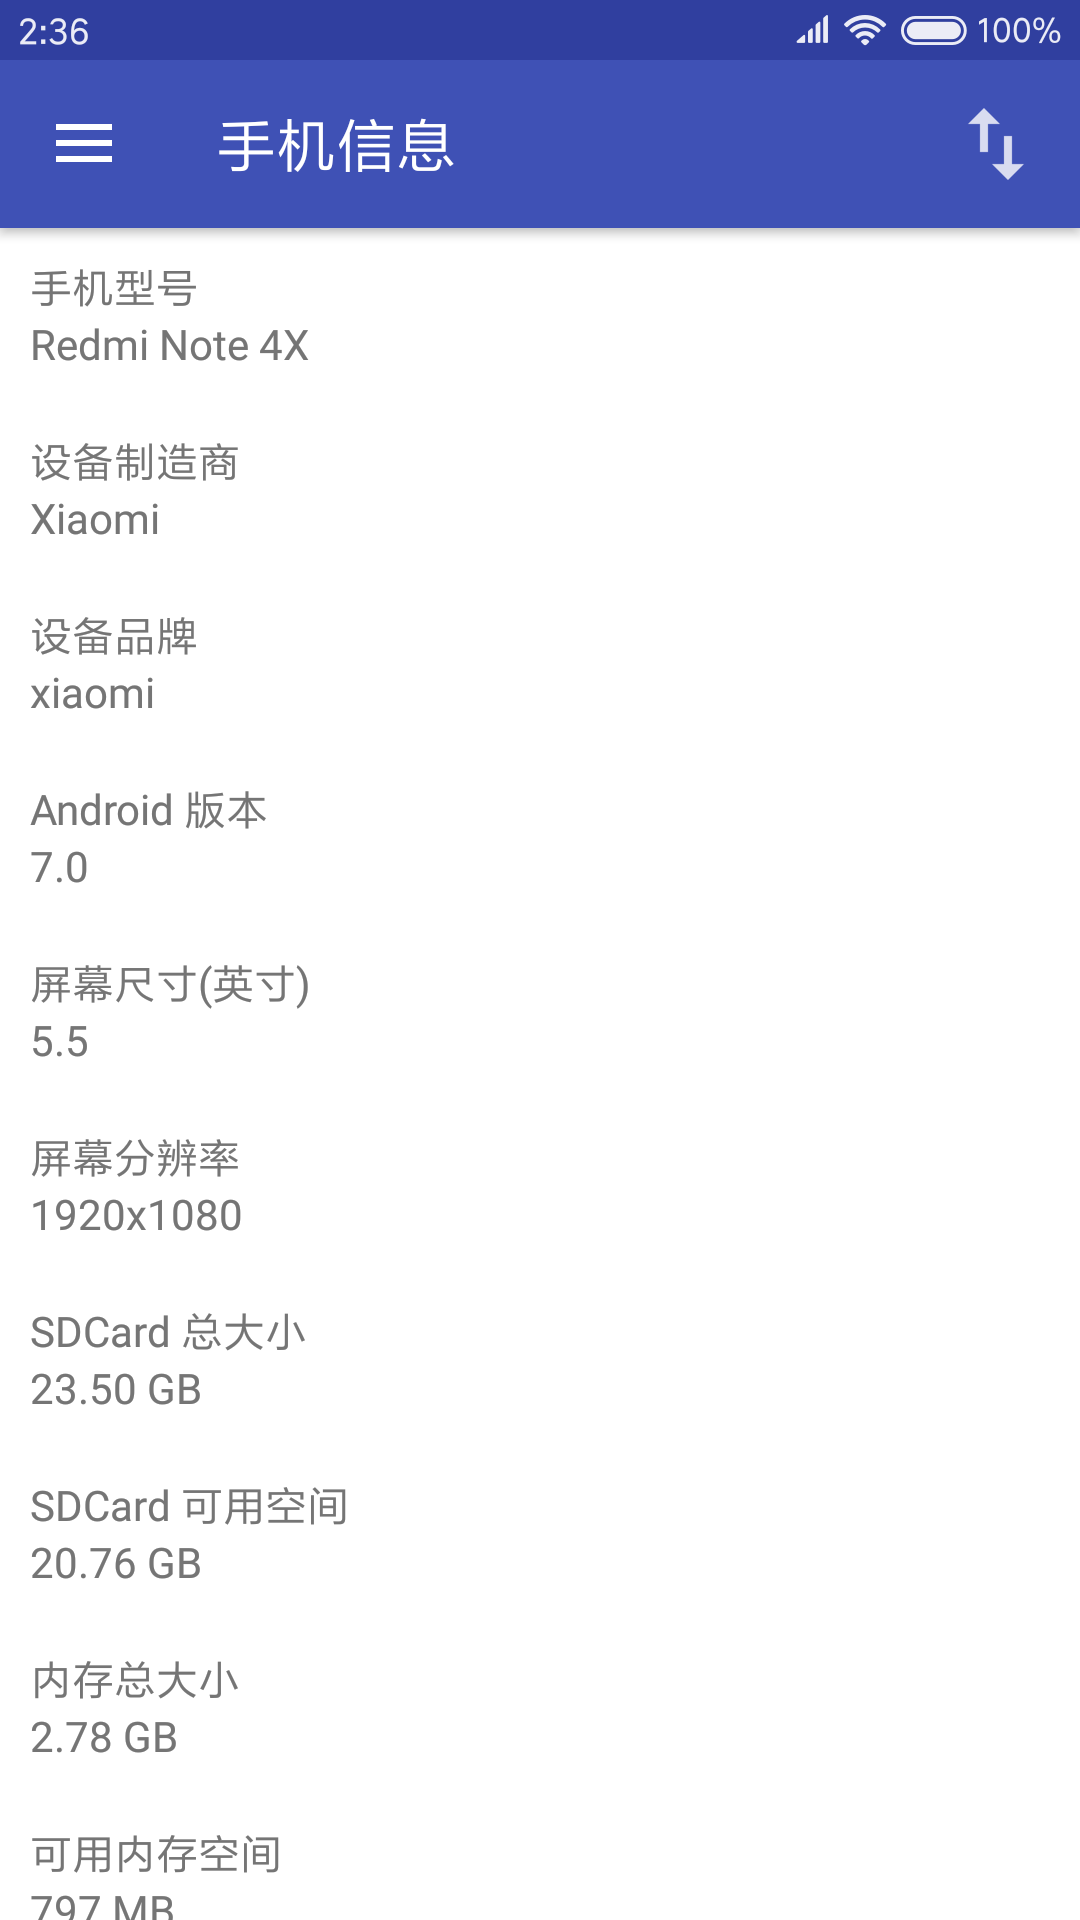 2:36
100%
手机信息
手机型号
Redmi Note 4X
设备制造商
Xiaomi
设备品牌
xiaomi
Android 版本
7.0
屏幕尺寸(英寸)
5.5
屏幕分辨率
1920x1080
SDCard 总大小
23.50 GB
SDCard 可用空间
20.76 GB
内存总大小
2.78 GB
可用内存空间
797 MB